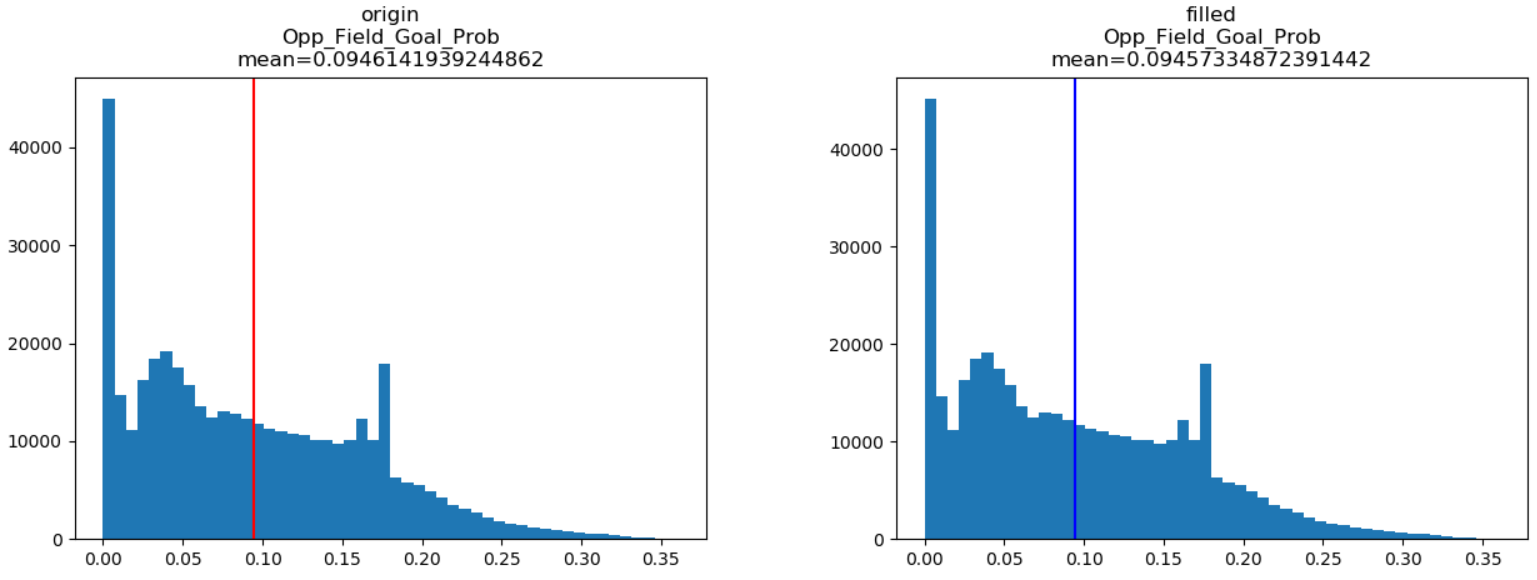 origin
Opp_Field_Goal_Prob
mean=0.0946141939244862
40000
30000
20000
10000
0
0.00 0.05 0.10 0.15 0.20 0.25 0.30 0.35
filled
Opp_Field_Goal_Prob
mean=0.09457334872391442
40000
30000
20000
10000
0
0.00 0.05 0.10 0.15 0.20 0.25 0.30 0.35